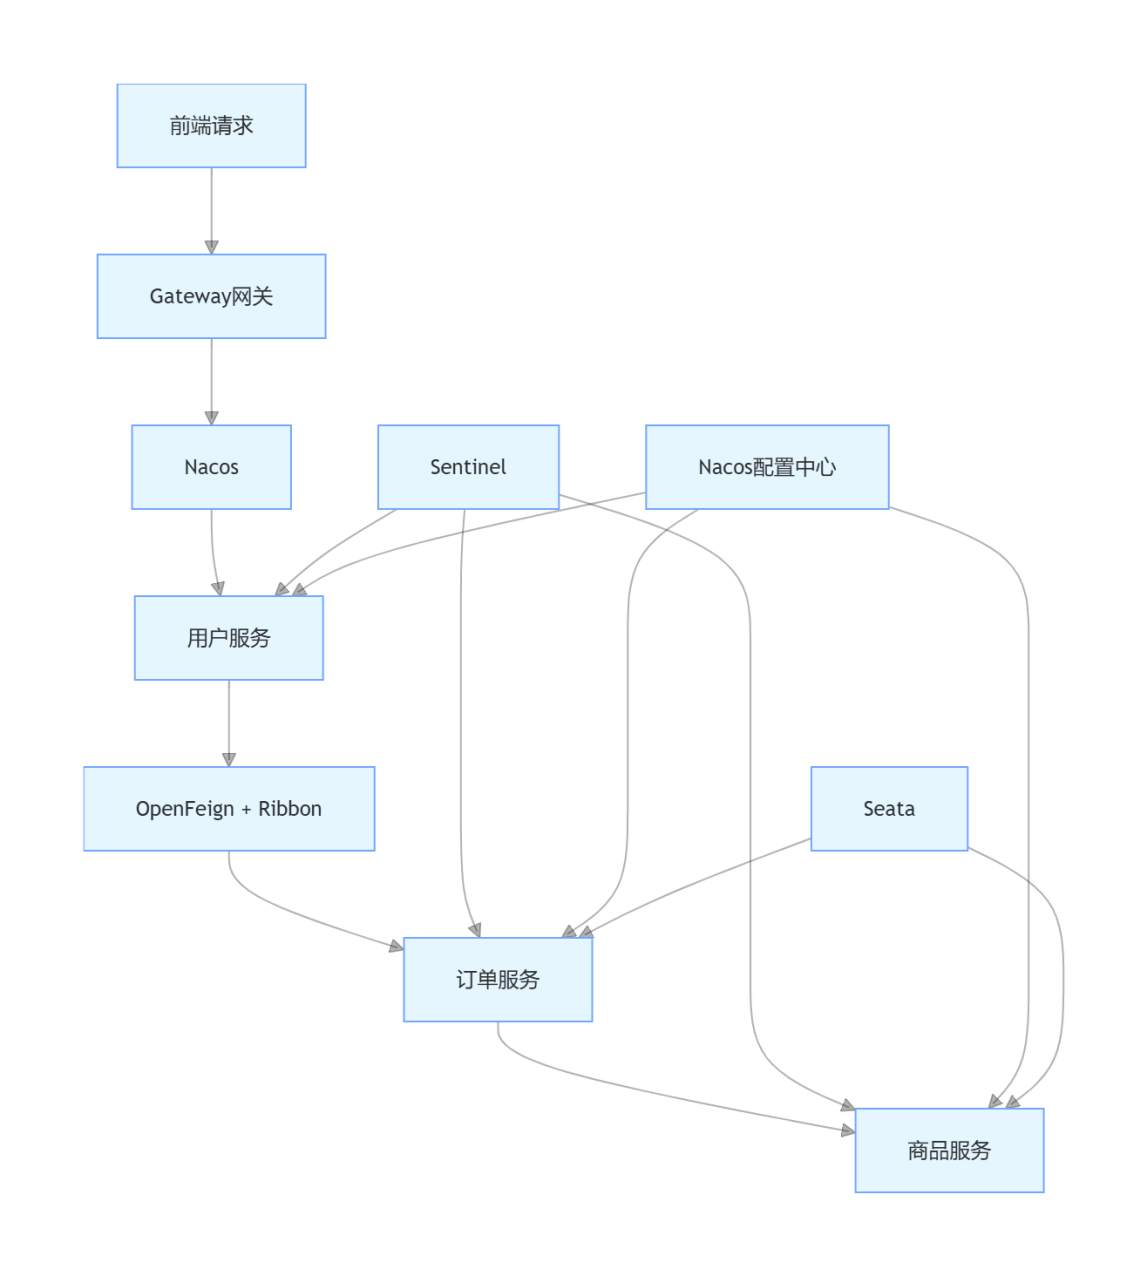 前端请求
Gateway网关
Nacos
Sentinel
Nacos配置中心
用户服务
OpenFeign + Ribbon
Seata
订单服务
商品服务